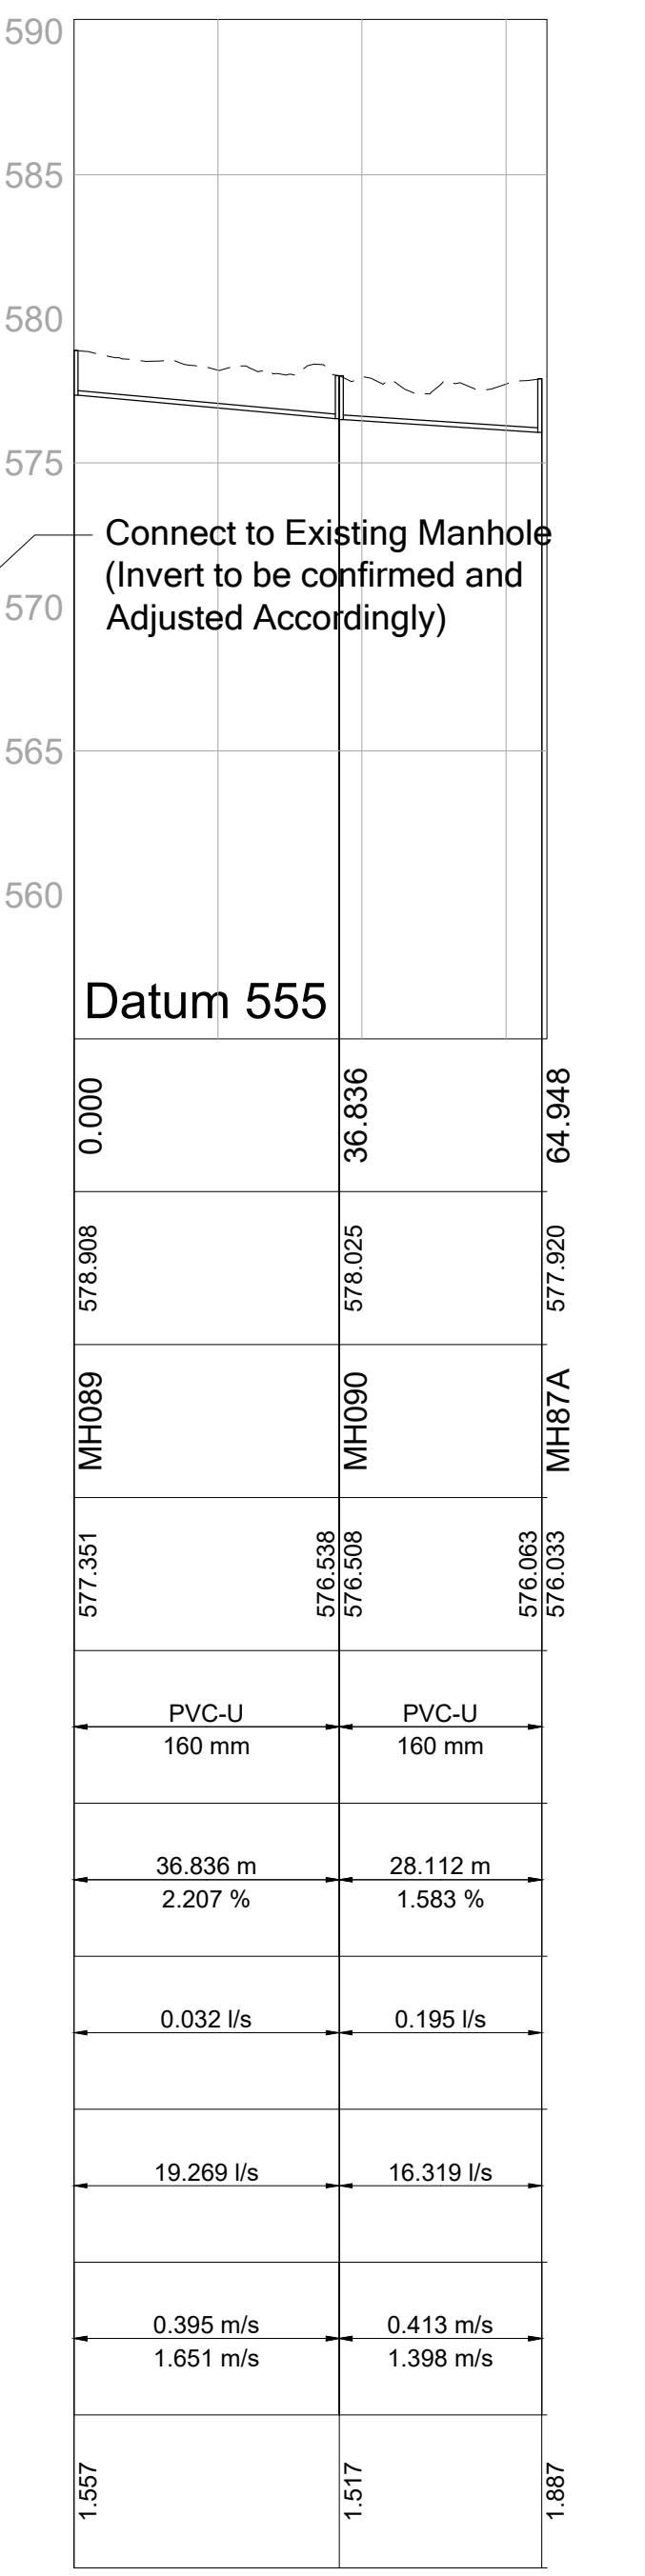 590
585
580
575
Connect to Existing Manhole
(Invert to be confirmed and
570
Adjusted Accordingly)
565
560
Datum 555
0.000 36.836 64.948
578.908 578.025 577.920
MH089 MH090 MH87A
577.351 576.538 576.508 576.063 576.033
PVC-U PVC-U
160 mm 160 mm
36.836 m 28.112 m
2.207 % 1.583 %
0.032 l/s 0.195 l/s
19.269 l/s 16.319 l/s
0.395 m/s 0.413 m/s
1.651 m/s 1.398 m/s
1.557 1.517 1.887